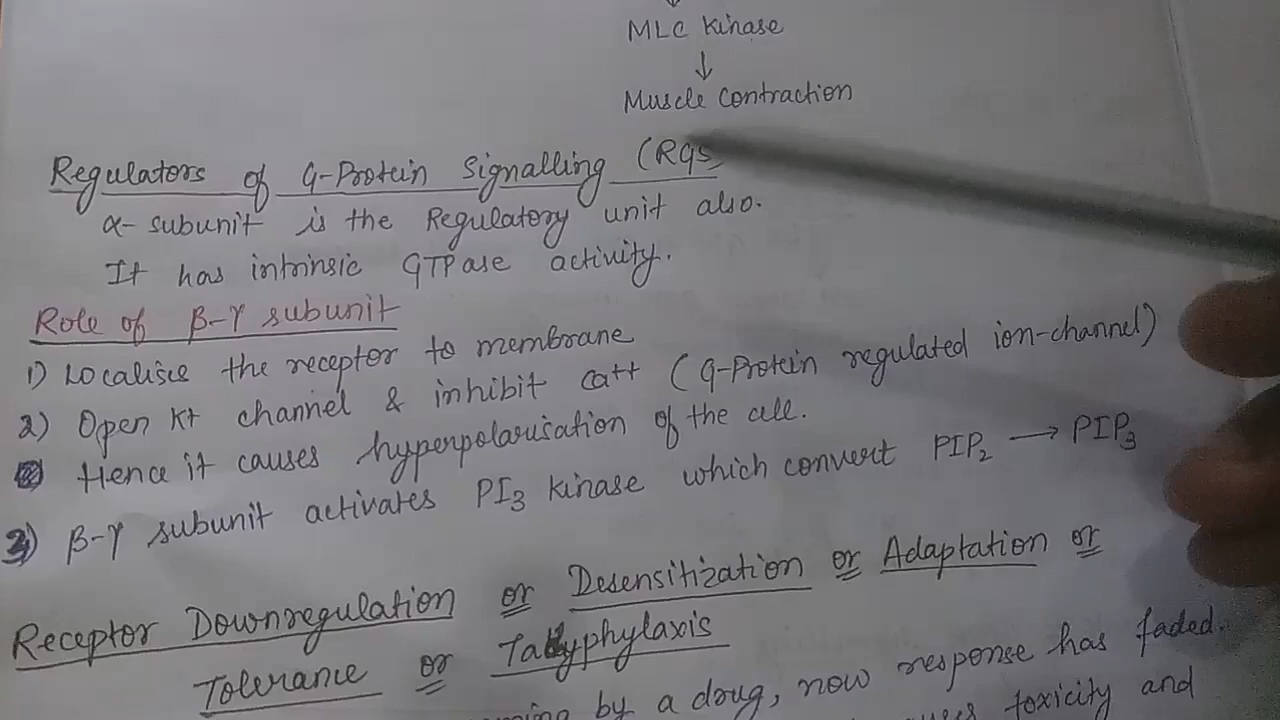 MLC Kinase
↓
Muscle Contraction
Regulators of G-Protein Signalling (RGS
α-subunit is the Regulatory unit also.
It has intrinsic GTPase activity.
Role of β-γ subunit
1) Localises the receptor to membrane
2) Open K+ channel & inhibit Ca++ (G-Protein regulated ion-channel)
Hence it causes hyperpolarisation of the cell.
3) β-γ subunit activates PI3 kinase which convert PIP2 → PIP3
Receptor Downregulation or Desensitization or Adaptation or
Tolerance or Tachyphylaxis
by a drug, now response has faded.
toxicity and